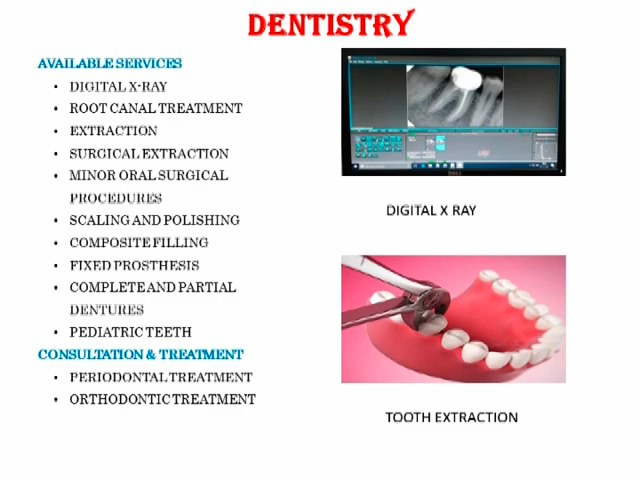 DENTISTRY
AVAILABLE SERVICES
• DIGITAL X-RAY
• ROOT CANAL TREATMENT
• EXTRACTION
• SURGICAL EXTRACTION
• MINOR ORAL SURGICAL
PROCEDURES
• SCALING AND POLISHING
• COMPOSITE FILLING
• FIXED PROSTHESIS
• COMPLETE AND PARTIAL
DENTURES
• PEDIATRIC TEETH
CONSULTATION & TREATMENT
• PERIODONTAL TREATMENT
• ORTHODONTIC TREATMENT
DELL
DIGITAL X RAY
TOOTH EXTRACTION